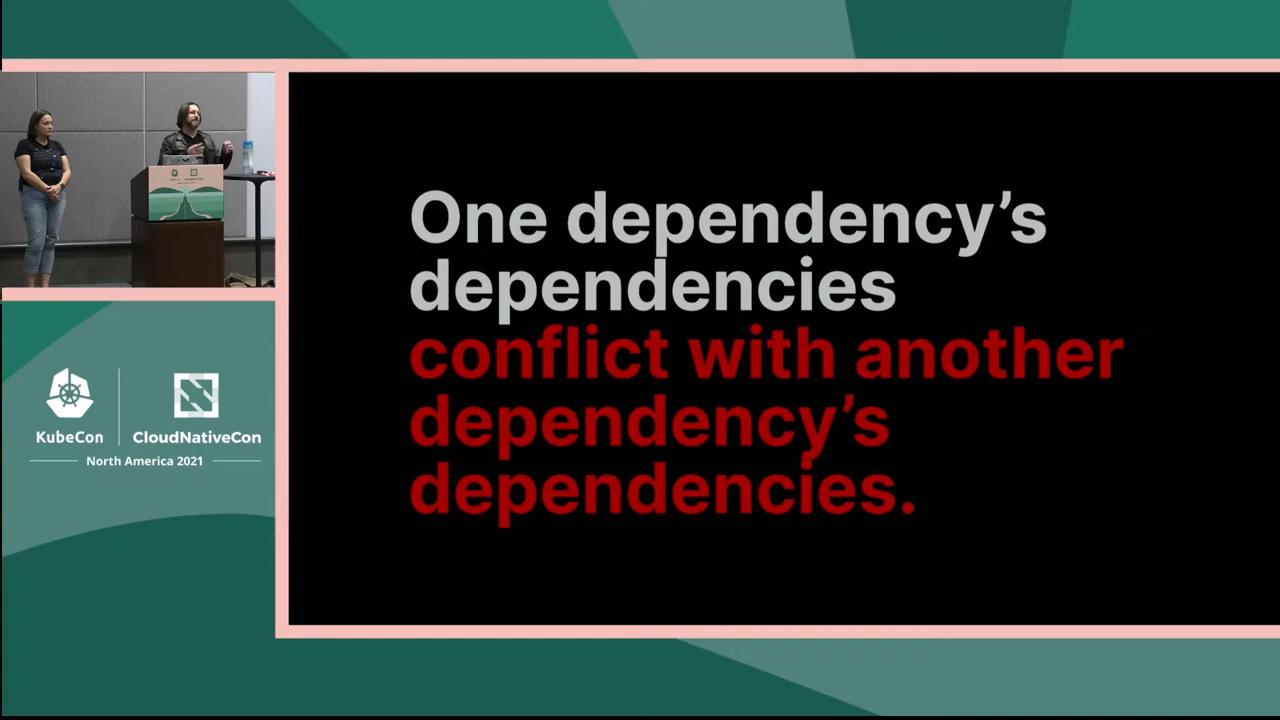 One dependency’s
dependencies
conflict with another
dependency’s
dependencies.
KubeCon
CloudNativeCon
North America 2021